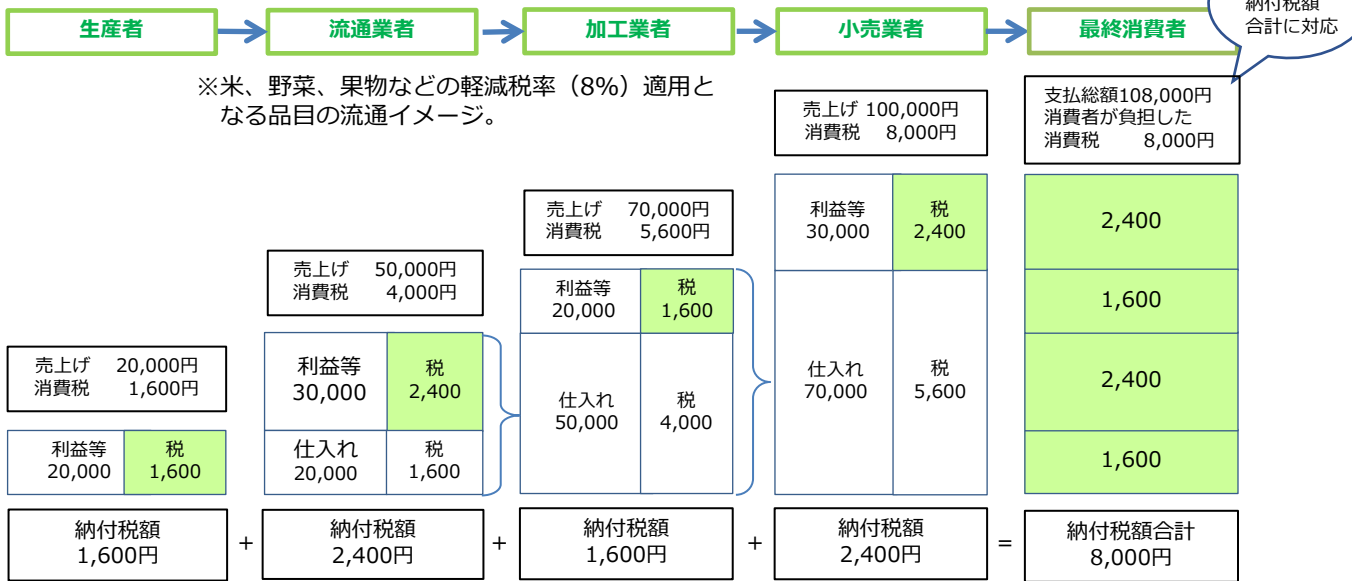 納付税額
合計に対応
生産者
流通業者
加工業者
小売業者
最終消費者
※米、野菜、果物などの軽減税率（8%）適用と
なる品目の流通イメージ。
売上げ 20,000円
消費税 1,600円
利益等
20,000
税
1,600
納付税額
1,600円
+
売上げ 50,000円
消費税 4,000円
利益等
30,000
税
2,400
仕入れ
20,000
税
1,600
納付税額
2,400円
+
売上げ 70,000円
消費税 5,600円
利益等
20,000
税
1,600
仕入れ
50,000
税
4,000
納付税額
1,600円
+
売上げ 100,000円
消費税 8,000円
利益等
30,000
税
2,400
仕入れ
70,000
税
5,600
納付税額
2,400円
=
支払総額108,000円
消費者が負担した
消費税 8,000円
2,400
1,600
2,400
1,600
納付税額合計
8,000円